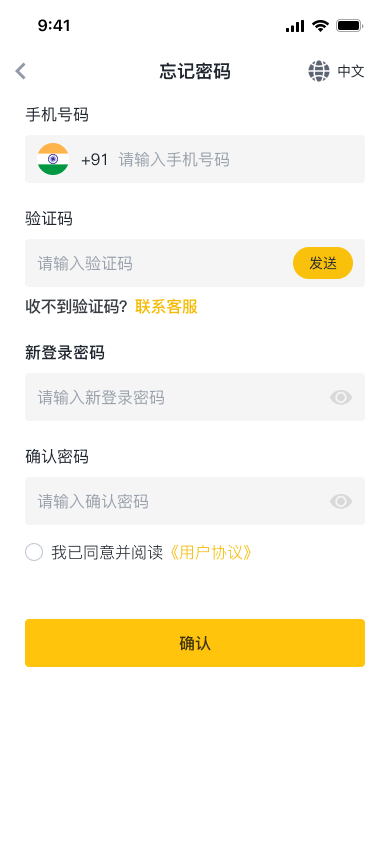 9:41
忘记密码 中文
手机号码
+91 请输入手机号码
验证码
请输入验证码 发送
收不到验证码? 联系客服
新登录密码
请输入新登录密码
确认密码
请输入确认密码
我已同意并阅读《用户协议》
确认